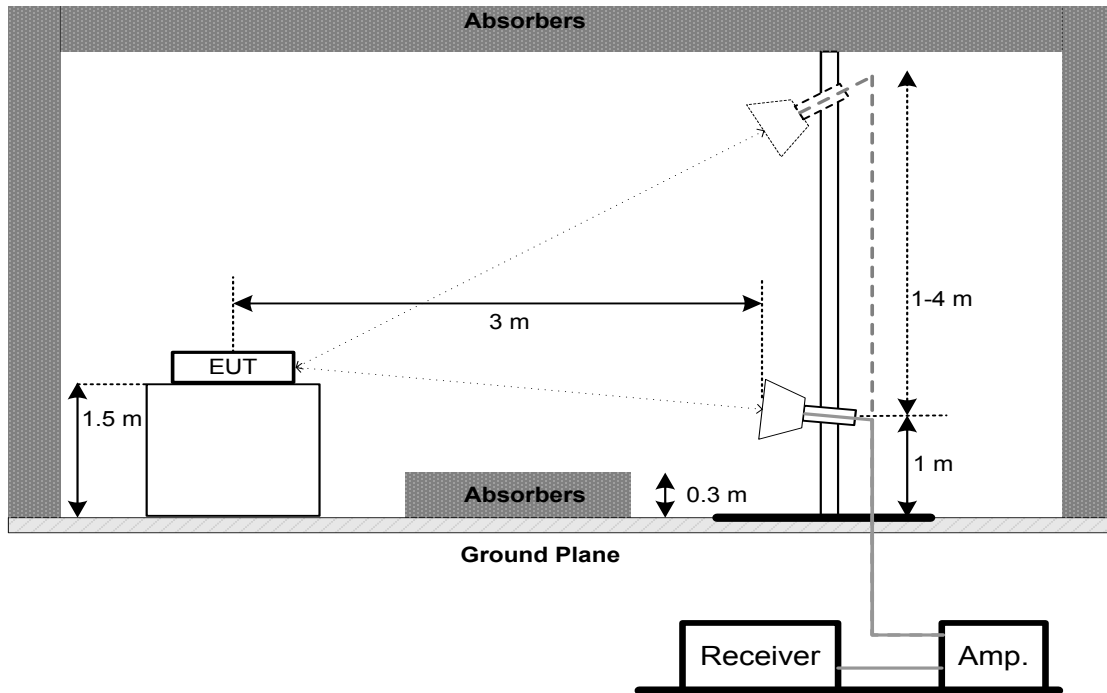 Absorbers
1-4 m
3 m
EUT
1.5 m
1 m
Absorbers
0.3 m
Ground Plane
Receiver
Amp.